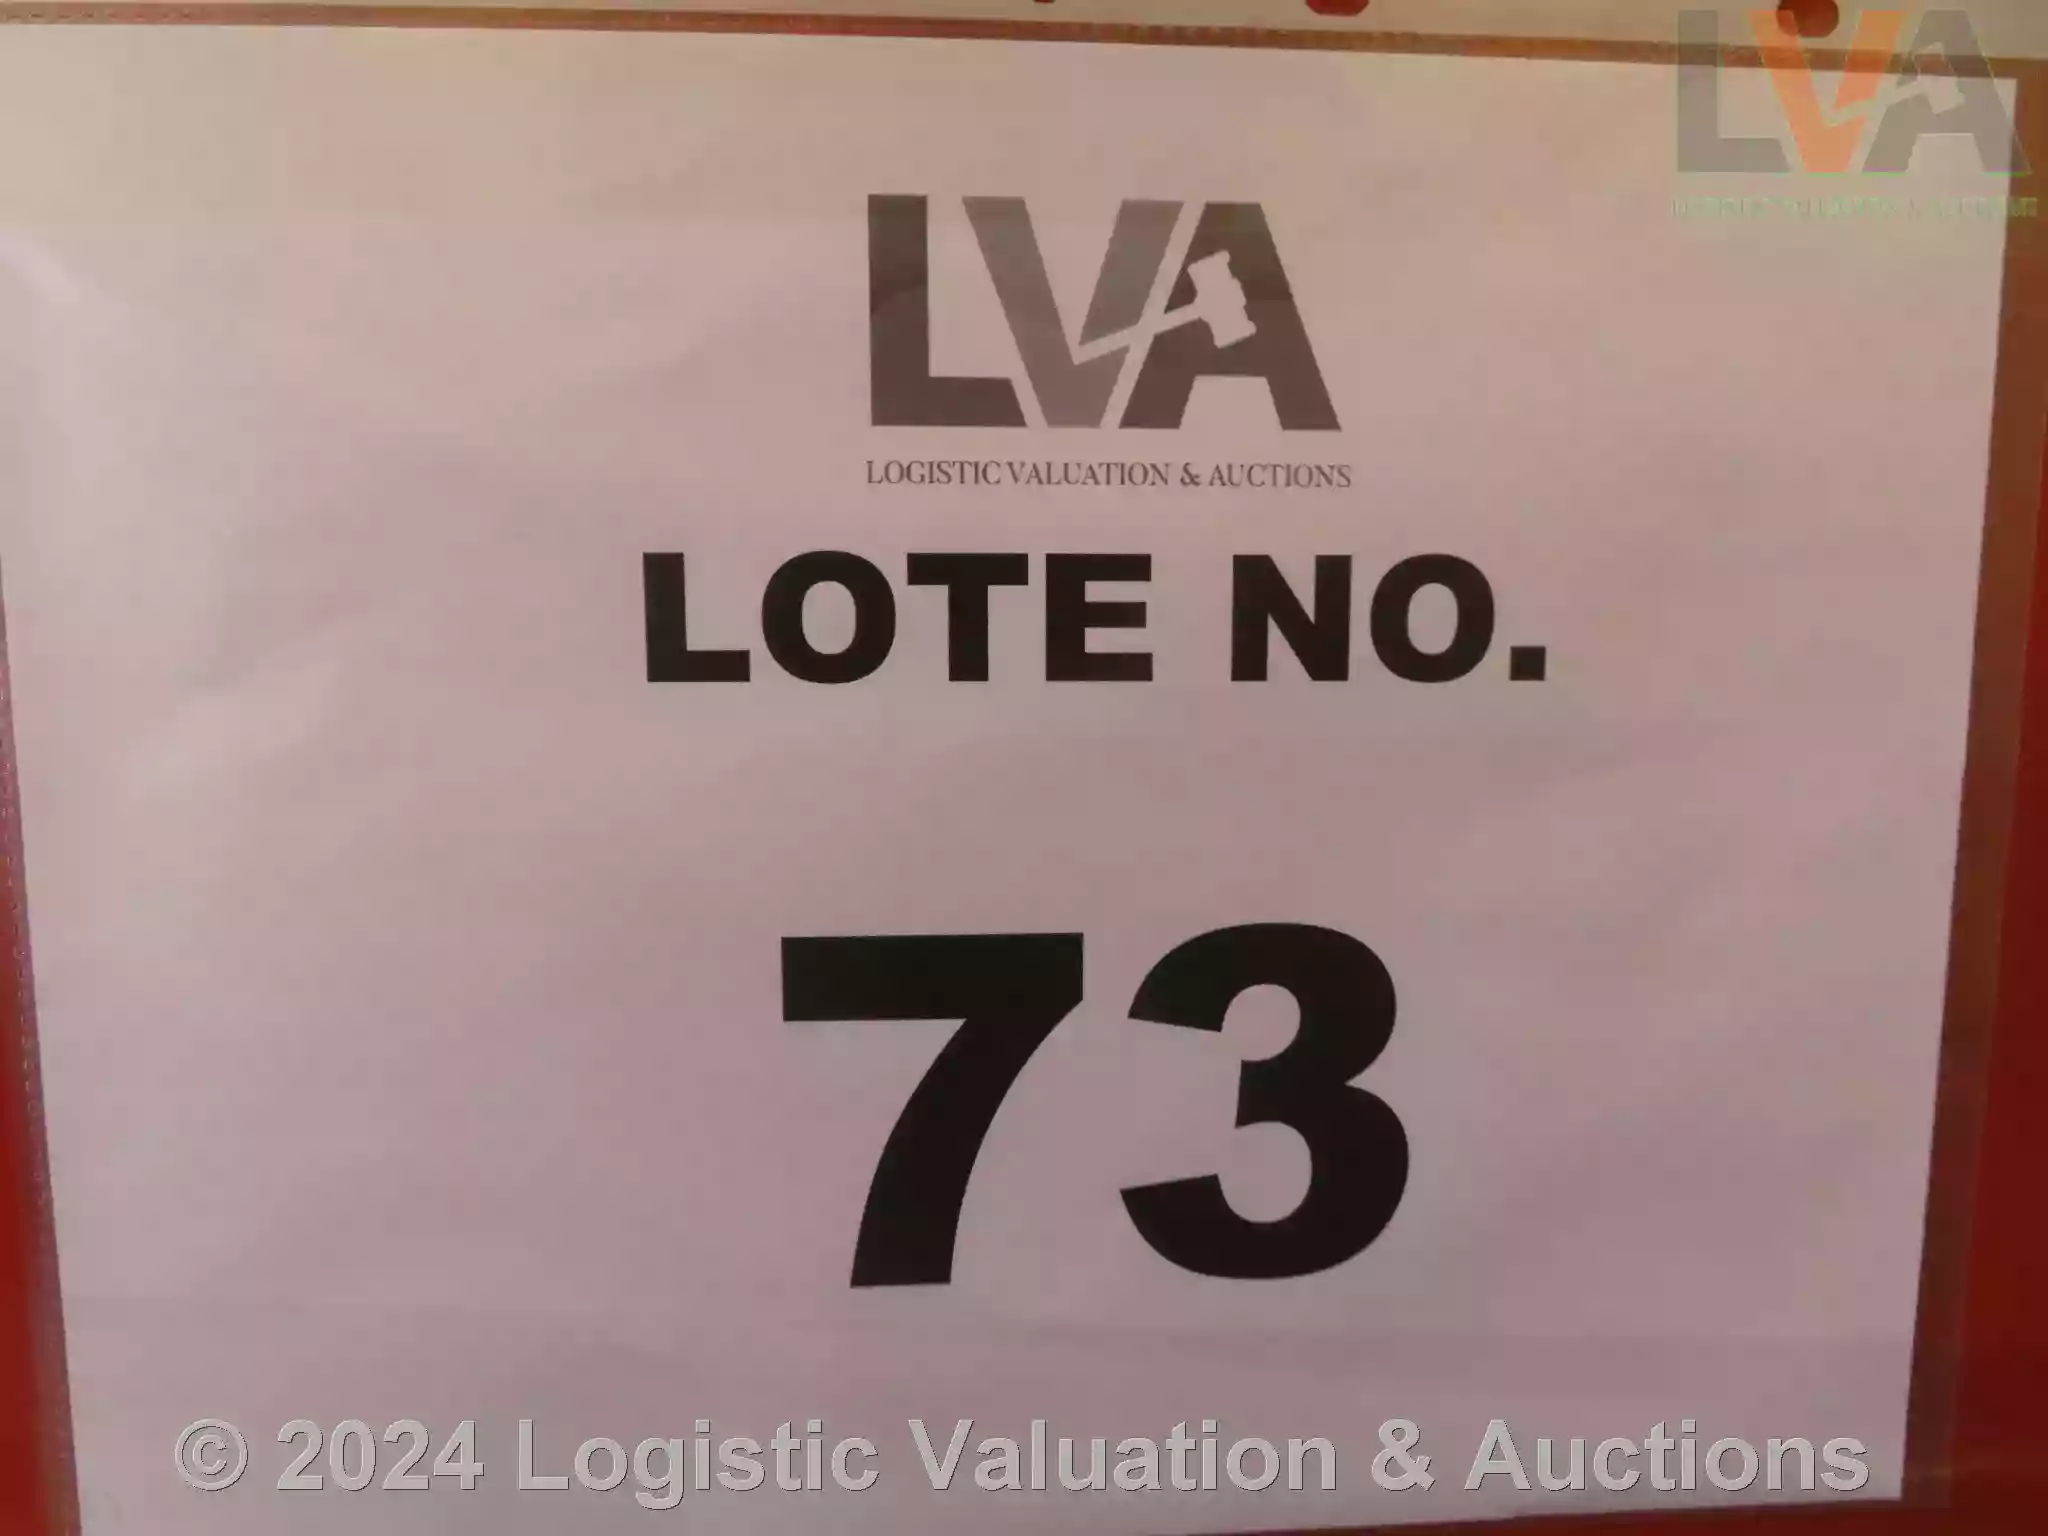 LVA
LVA
LOGISTIC VALUATION & AUCTIONS
LOTE NO.
73
© 2024 Logistic Valuation & Auctions